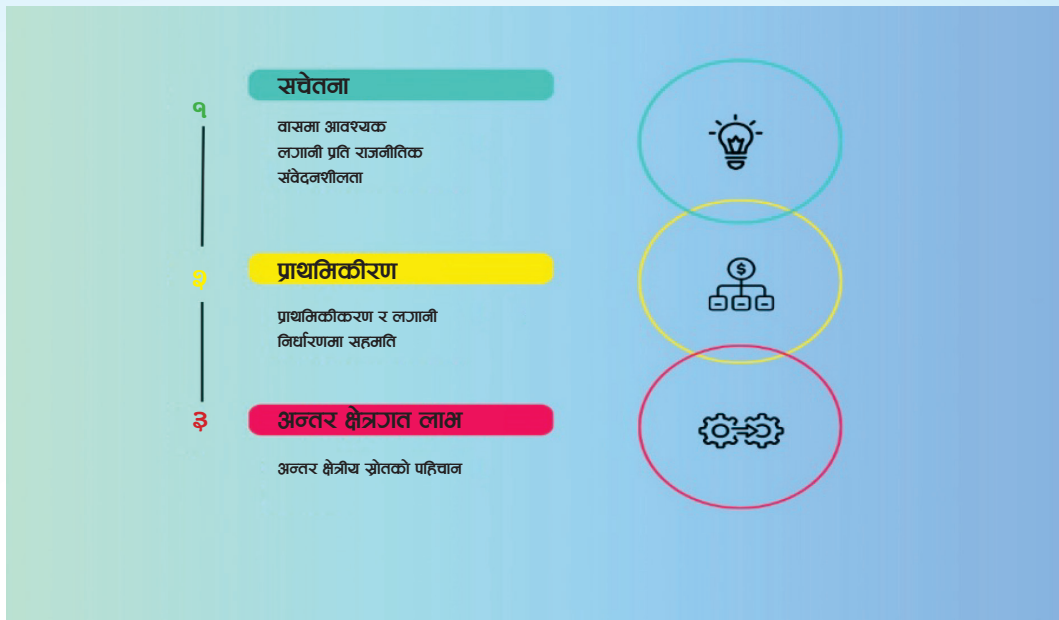 १
सचेतना
वासमा आवश्यक
लगानी प्रति राजनीतिक
संवेदनशीलता
२
प्राथमिकीरण
प्राथमिकीकरण र लगानी
निर्धारणमा सहमति
३
अन्तर क्षेत्रगत लाभ
अन्तर क्षेत्रीय स्रोतको पहिचान
$